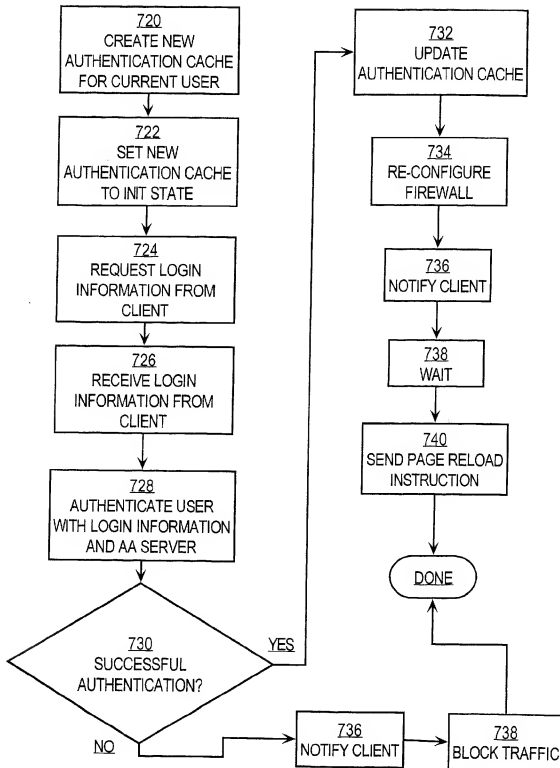 720
CREATE NEW
AUTHENTICATION CACHE
FOR CURRENT USER
722
SET NEW
AUTHENTICATION CACHE
TO INIT STATE
724
REQUEST LOGIN
INFORMATION FROM
CLIENT
726
RECEIVE LOGIN
INFORMATION FROM
CLIENT
728
AUTHENTICATE USER
WITH LOGIN INFORMATION
AND AA SERVER
730
SUCCESSFUL
AUTHENTICATION?
YES
NO
732
UPDATE
AUTHENTICATION CACHE
734
RE-CONFIGURE
FIREWALL
736
NOTIFY CLIENT
738
WAIT
740
SEND PAGE RELOAD
INSTRUCTION
DONE
736
NOTIFY CLIENT
738
BLOCK TRAFFIC